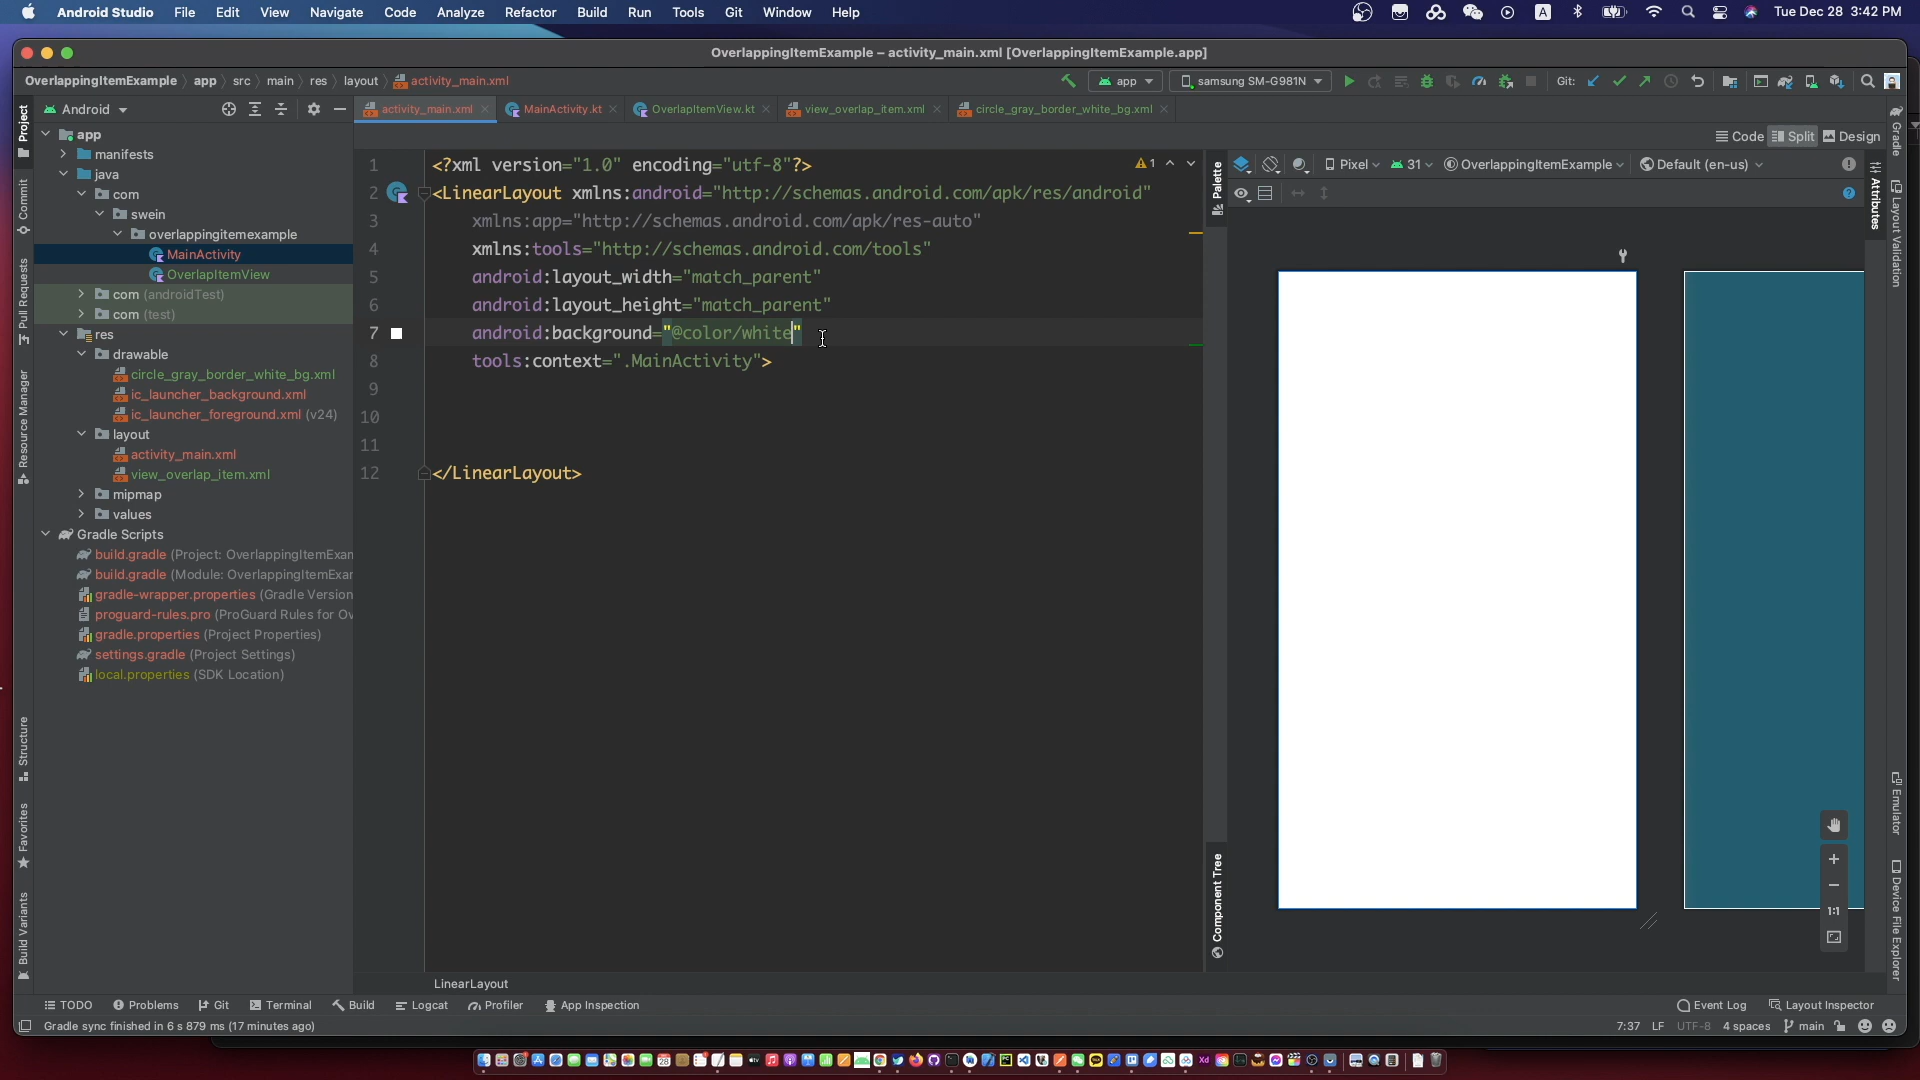 Android Studio File Edit View Navigate Code Analyze Refactor Build Run Tools Git Window Help Tue Dec 28 3:42 PM
OverlappingItemExample – activity_main.xml [OverlappingItemExample.app]
OverlappingItemExample app src main res layout activity_main.xml app samsung SM-G981N Git:
Android activity_main.xml MainActivity.kt OverlapItemView.kt view_overlap_item.xml circle_gray_border_white_bg.xml
Code Split Design
Pixel 31 OverlappingItemExample Default (en-us)
Project
Commit
Pull Requests
Resource Manager
Structure
Favorites
Build Variants
app
manifests
java
com
swein
overlappingitemexample
MainActivity
OverlapItemView
com (androidTest)
com (test)
res
drawable
circle_gray_border_white_bg.xml
ic_launcher_background.xml
ic_launcher_foreground.xml (v24)
layout
activity_main.xml
view_overlap_item.xml
mipmap
values
Gradle Scripts
build.gradle (Project: OverlappingItemExam
build.gradle (Module: OverlappingItemExar
gradle-wrapper.properties (Gradle Version
proguard-rules.pro (ProGuard Rules for Ov
gradle.properties (Project Properties)
settings.gradle (Project Settings)
local.properties (SDK Location)
1 <?xml version="1.0" encoding="utf-8"?> 1
2 <LinearLayout xmlns:android="http://schemas.android.com/apk/res/android"
3 xmlns:app="http://schemas.android.com/apk/res-auto"
4 xmlns:tools="http://schemas.android.com/tools"
5 android:layout_width="match_parent"
6 android:layout_height="match_parent"
7 android:background="@color/white"
8 tools:context=".MainActivity">
9
10
11
12 </LinearLayout>
LinearLayout
Palette
Component Tree
1:1
Gradle
Attributes
Layout Validation
Emulator
Device File Explorer
TODO Problems Git Terminal Build Logcat Profiler App Inspection Event Log Layout Inspector
Gradle sync finished in 6 s 879 ms (17 minutes ago) 7:37 LF UTF-8 4 spaces main